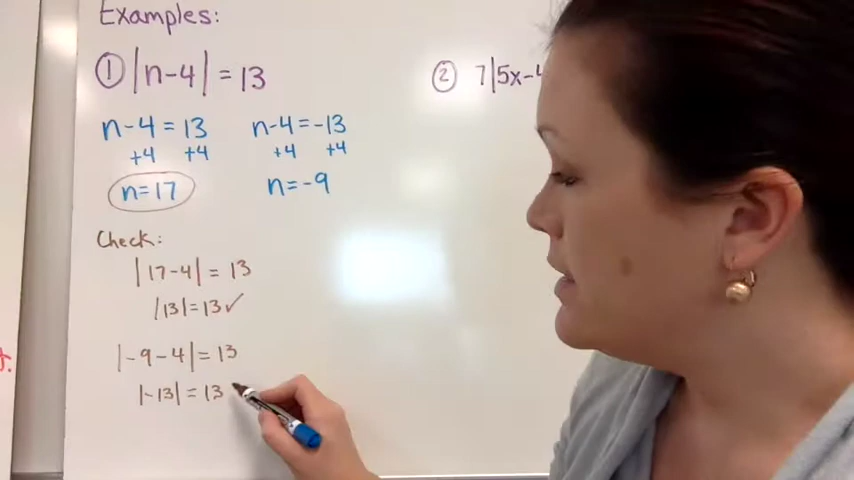 Examples:
① |n-4| = 13
② 7|5x-4
n-4 = 13
n-4 = -13
+4 +4
+4 +4
n=17
n=-9
Check:
|17-4| = 13
|13| = 13 ✓
|-9-4| = 13
|-13| = 13